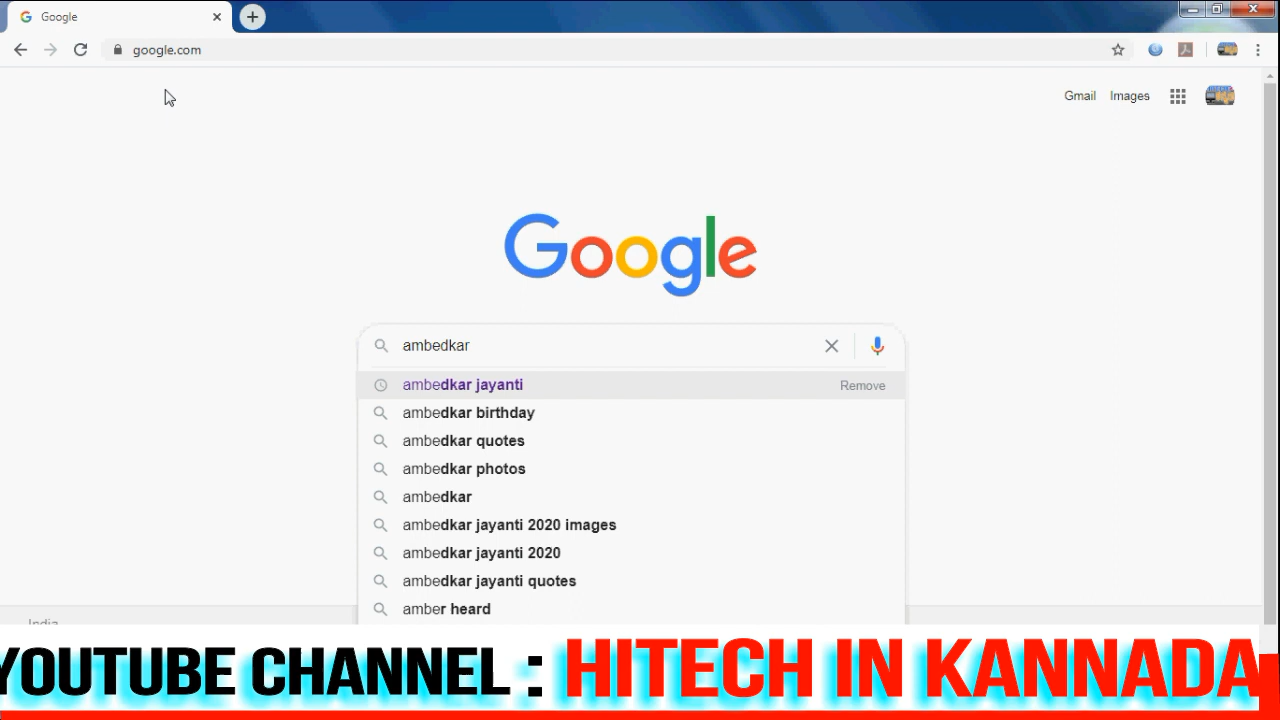 Google
google.com
Gmail Images
Google
ambedkar
ambedkar jayanti Remove
ambedkar birthday
ambedkar quotes
ambedkar photos
ambedkar
ambedkar jayanti 2020 images
ambedkar jayanti 2020
ambedkar jayanti quotes
amber heard
India
YOUTUBE CHANNEL : HITECH IN KANNADA